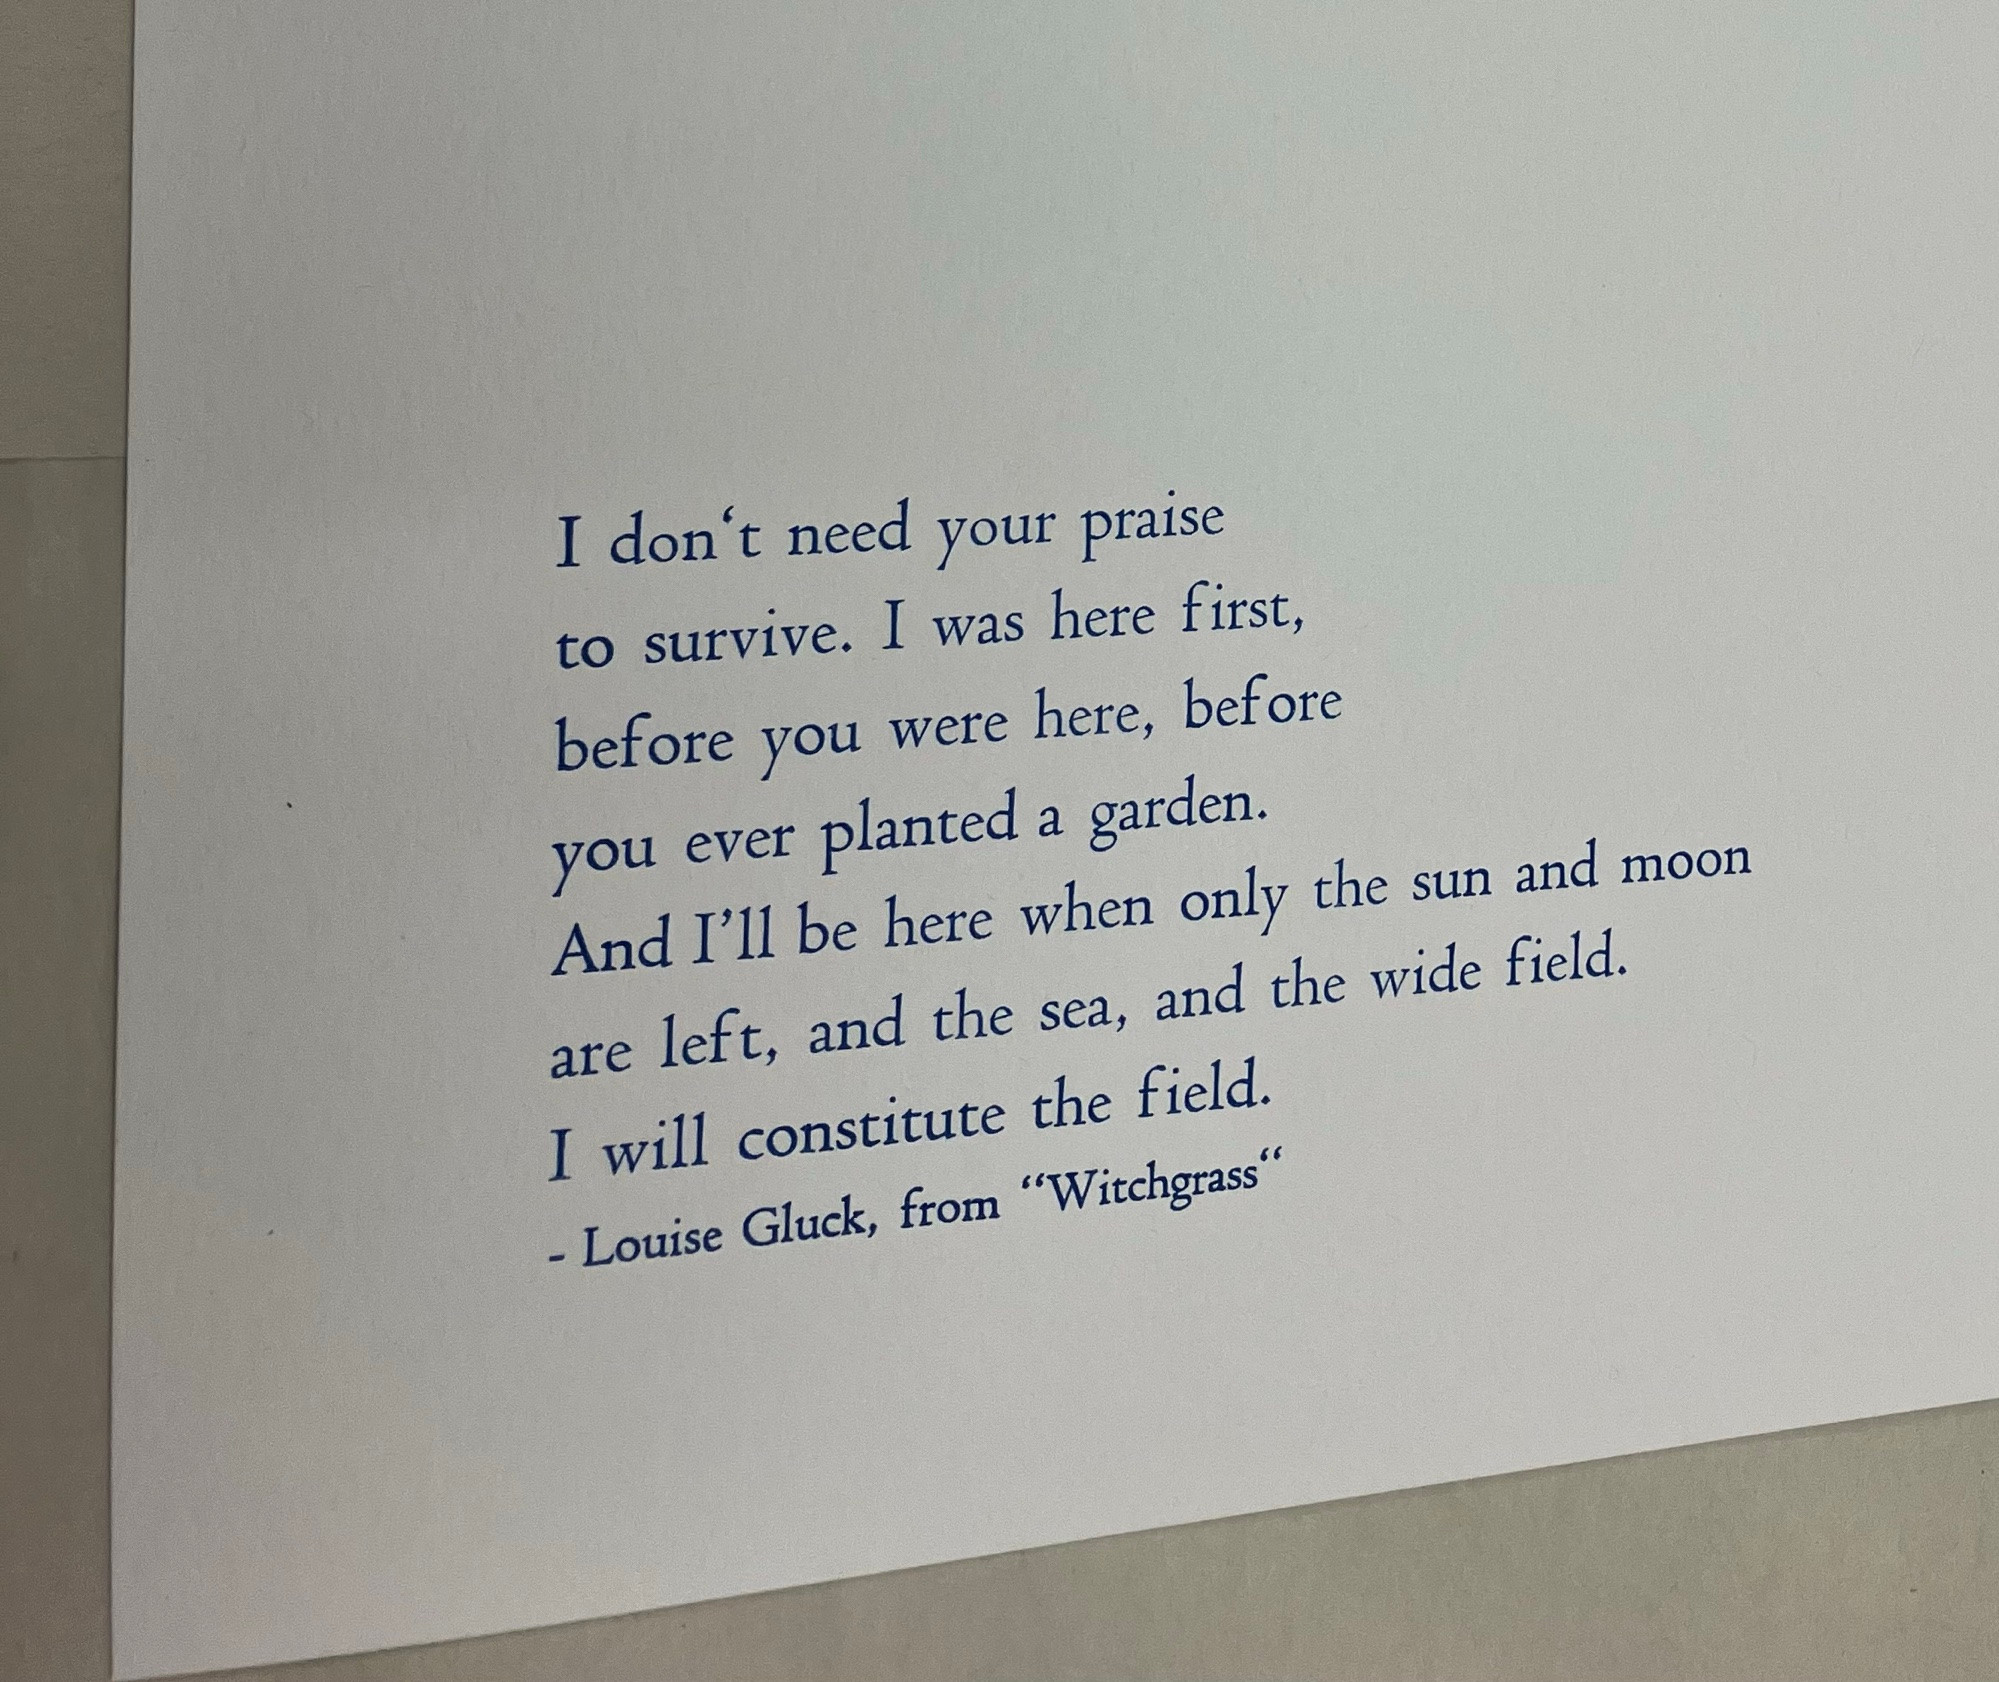 I don‘t need your praise
to survive. I was here first,
before you were here, before
you ever planted a garden.
And I’ll be here when only the sun and moon
are left, and the sea, and the wide field.
I will constitute the field.
- Louise Gluck, from “Witchgrass“